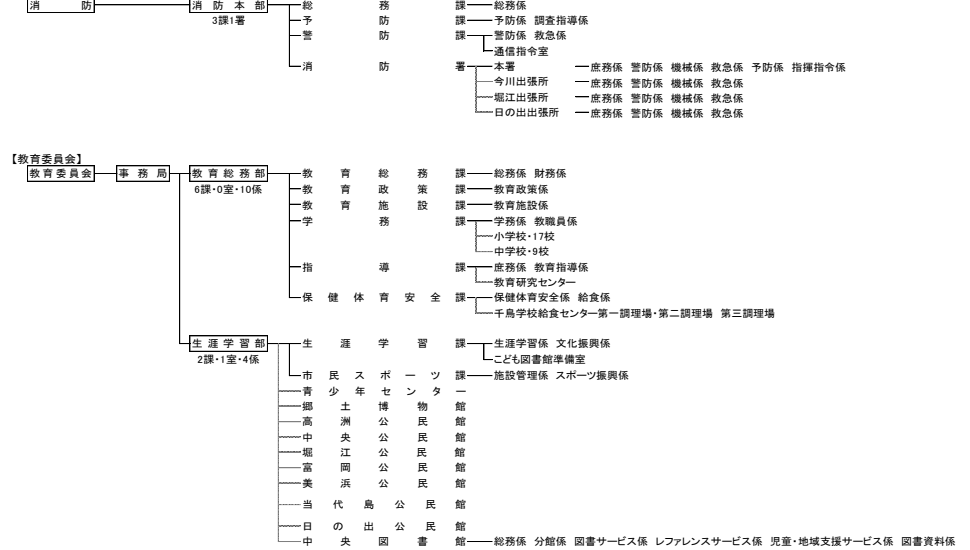 消防 消防本部 総務課 総務係
3課1署 予防課 予防係 調査指導係
警防課 警防係 救急係
通信指令室
消防署 本署 庶務係 警防係 機械係 救急係 予防係 指揮指令係
今川出張所 庶務係 警防係 機械係 救急係
堀江出張所 庶務係 警防係 機械係 救急係
日の出出張所 庶務係 警防係 機械係 救急係
【教育委員会】
教育委員会 事務局 教育総務部 教育総務課 総務係 財務係
6課・0室・10係 教育政策課 教育政策係
教育施設課 教育施設係
学務課 学務係 教職員係
小学校・17校
中学校・9校
指導課 庶務係 教育指導係
教育研究センター
保健体育安全課 保健体育安全係 給食係
千鳥学校給食センター第一調理場・第二調理場 第三調理場
生涯学習部 生涯学習課 生涯学習係 文化振興係
2課・1室・4係 こども図書館準備室
市民スポーツ課 施設管理係 スポーツ振興係
青少年センター
郷土博物館
高洲公民館
中央公民館
堀江公民館
富岡公民館
美浜公民館
当代島公民館
日の出公民館
中央図書館 総務係 分館係 図書サービス係 レファレンスサービス係 児童・地域支援サービス係 図書資料係